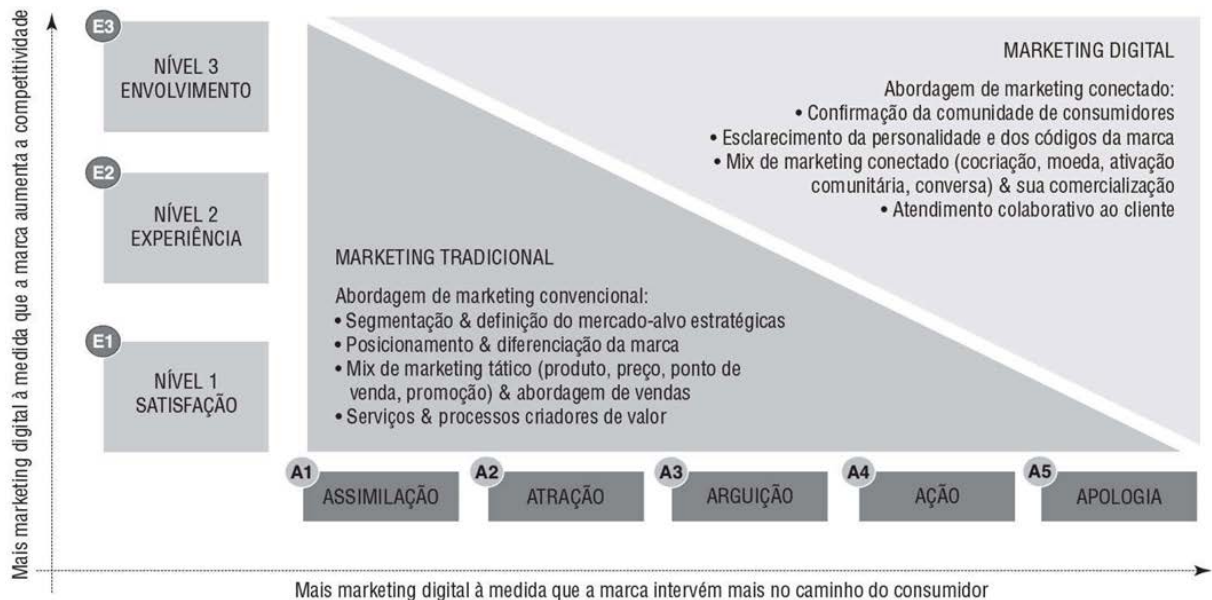 Mais marketing digital à medida que a marca aumenta a competitividade
E3
NÍVEL 3
ENVOLVIMENTO
E2
NÍVEL 2
EXPERIÊNCIA
E1
NÍVEL 1
SATISFAÇÃO
MARKETING DIGITAL
Abordagem de marketing conectado:
• Confirmação da comunidade de consumidores
• Esclarecimento da personalidade e dos códigos da marca
• Mix de marketing conectado (cocriação, moeda, ativação
comunitária, conversa) & sua comercialização
• Atendimento colaborativo ao cliente
MARKETING TRADICIONAL
Abordagem de marketing convencional:
• Segmentação & definição do mercado-alvo estratégicas
• Posicionamento & diferenciação da marca
• Mix de marketing tático (produto, preço, ponto de
venda, promoção) & abordagem de vendas
• Serviços & processos criadores de valor
A1
ASSIMILAÇÃO
A2
ATRAÇÃO
A3
ARGUIÇÃO
A4
AÇÃO
A5
APOLOGIA
Mais marketing digital à medida que a marca intervém mais no caminho do consumidor